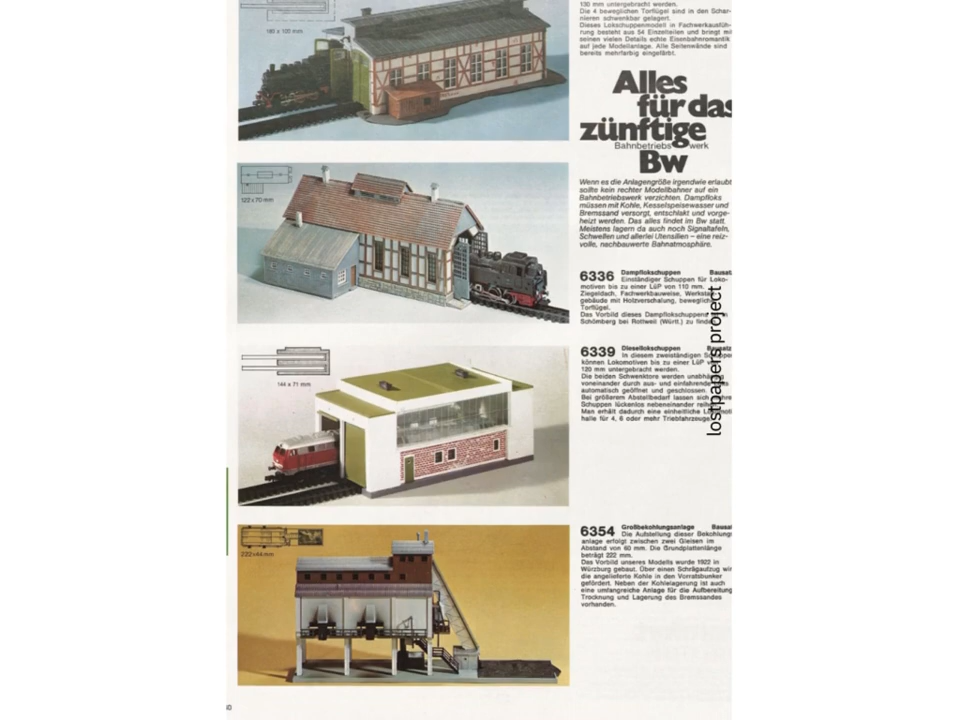 130 mm untergebracht werden.
Die 4 beweglichen Torflügel sind in den Schar-
nieren schwenkbar gelagert.
Dieses Lokschuppenmodell in Fachwerkausfüh-
rung besteht aus 54 Einzelteilen und bringt mit
seinen vielen Details echte Eisenbahnromantik
auf jede Modellanlage. Alle Seitenwände sind
bereits mehrfarbig eingefärbt.
Alles
für das
zünftige
Bahnbetriebswerk
Bw
Wenn es die Anlagengröße irgendwie erlaubt
sollte kein rechter Modellbahner auf ein
Bahnbetriebswerk verzichten. Dampfloks
müssen mit Kohle, Kesselspeisewasser und
Bremssand versorgt, entschlackt und vorge-
heizt werden. Das alles findet im Bw statt.
Meistens lagern da auch noch Signaltafeln,
Schwellen und allerlei Utensilien – eine reiz-
volle, nachbauwerte Bahnatmosphäre.
122 x 70 mm
6336 Dampflokschuppen Bausatz
Einständiger Schuppen für Loko-
motiven bis zu einer LüP von 110 mm.
Ziegeldach, Fachwerkbauweise, Werkstatt
gebäude mit Holzverschalung, bewegliche
Torflügel.
Das Vorbild dieses Dampflokschuppens
Schömberg bei Rottweil (Württ.) zu finden
144 x 71 mm
6339 Diesellokschuppen Bausatz
In diesem zweiständigen
können Lokomotiven bis zu einer LüP
120 mm untergebracht werden.
Die beiden Schwenktore werden unabhängig
voneinander durch aus- und einfahrende
automatisch geöffnet und geschlossen.
Bei größerem Abstellbedarf lassen sich
Schuppen lückenlos nebeneinander
Man erhält dadurch eine einheitliche
halle für 4, 6 oder mehr Triebfahrzeuge.
222 x 44 mm
6354 Großbekohlungsanlage Bausat
Die Aufstellung dieser Bekohlungs
anlage erfolgt zwischen zwei Gleisen im
Abstand von 60 mm. Die Grundplattenlänge
beträgt 222 mm.
Das Vorbild unseres Modells wurde 1922 in
Würzburg gebaut. Über einen Schrägaufzug wir
die angelieferte Kohle in den Vorratsbunker
gefördert. Neben der Kohlelagerung ist auch
eine umfangreiche Anlage für die Aufbereitung
Trocknung und Lagerung des Bremssandes
vorhanden.
lostpapers project